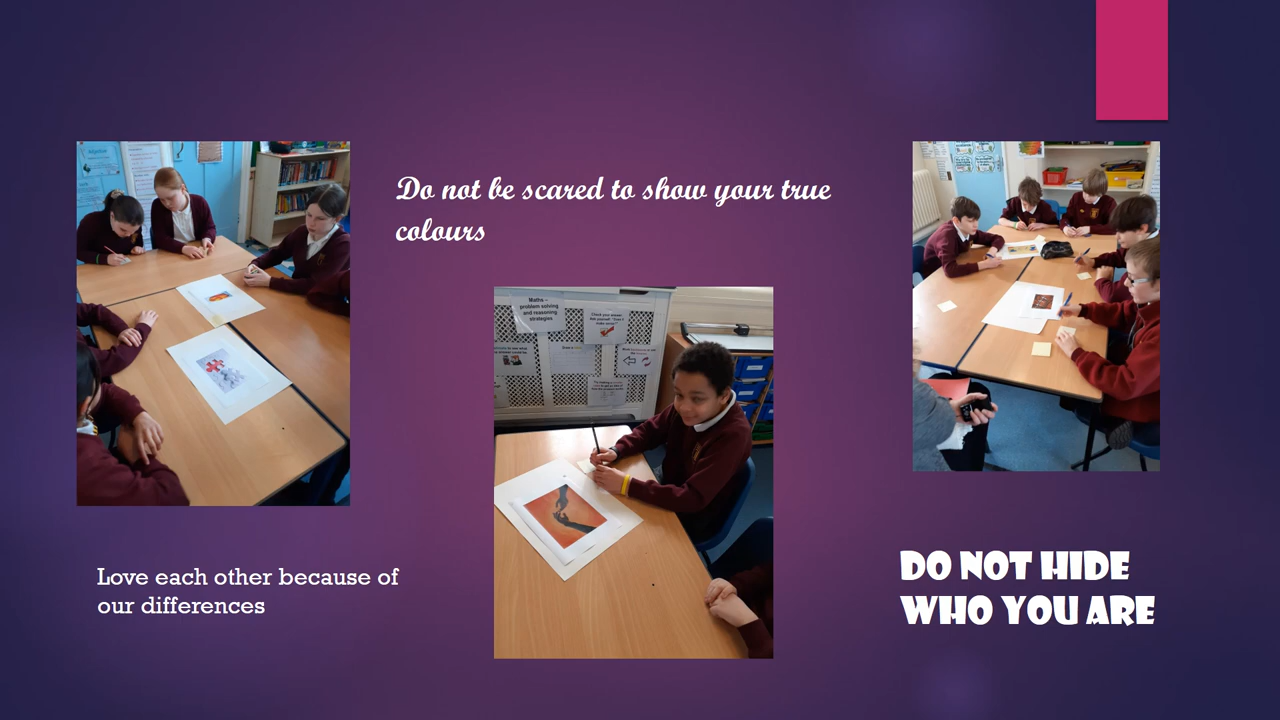 Do not be scared to show your true
colours
Maths –
problem solving
and reasoning
strategies
Check your answer
Love each other because of
our differences
DO NOT HIDE
WHO YOU ARE